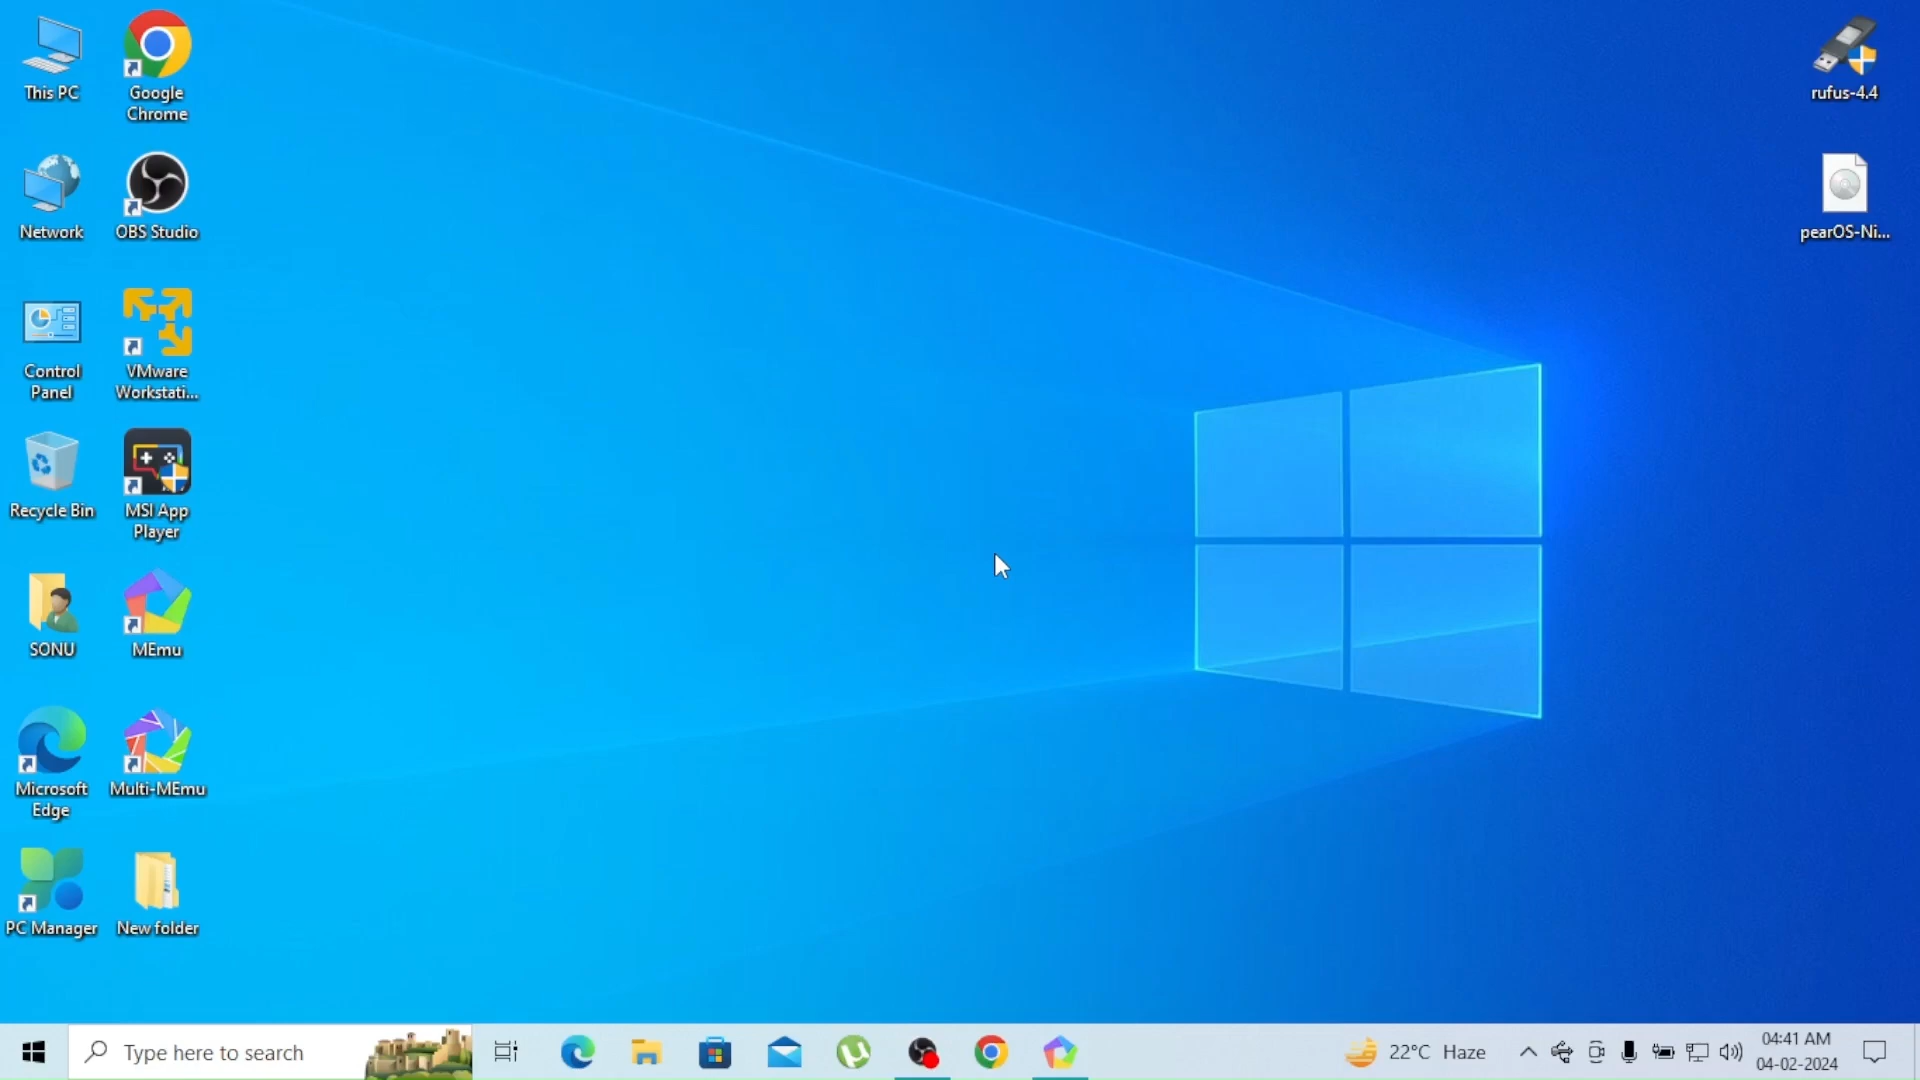 This PC
Google
Chrome
rufus-4.4
Network
OBS Studio
pearOS-Ni...
Control
Panel
VMware
Workstati...
Recycle Bin
MSI App
Player
SONU
MEmu
Microsoft
Edge
Multi-MEmu
PC Manager
New folder
Type here to search
22°C Haze
04:41 AM
04-02-2024